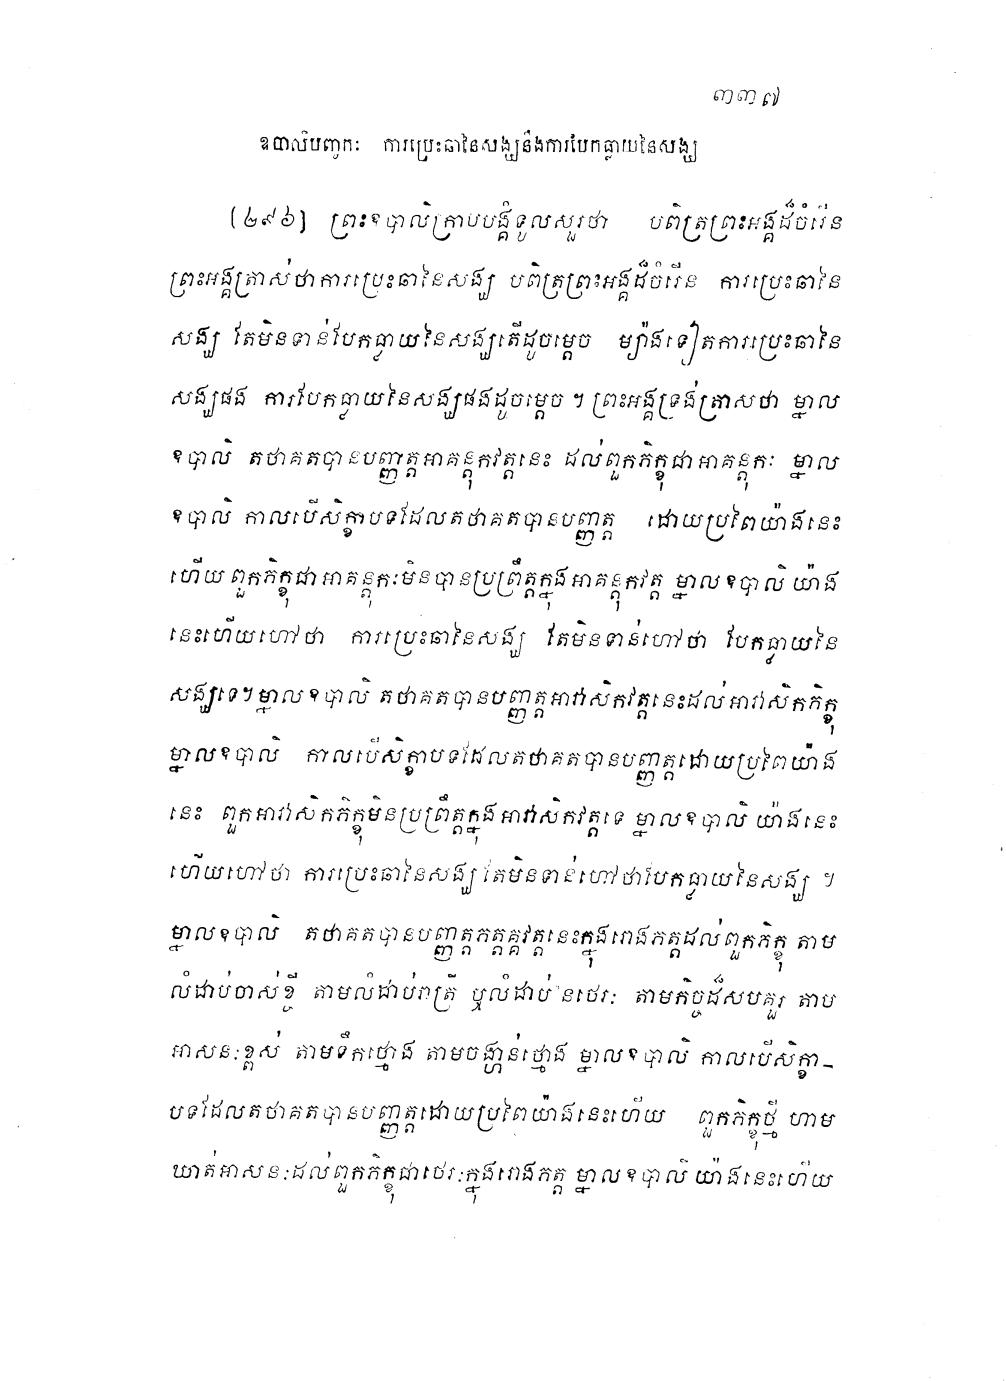 ៣៣៧
ឧបាលិបញ្ចកៈ ការប្រេះឆានៃសង្ឃនឹងការបែកធ្លាយនៃសង្ឃ
(៤៩៦) ព្រះឧបាលិក្រាបបង្គំទូលសួរថា បពិត្រព្រះអង្គដ៏ចំរើន
ព្រះអង្គត្រាស់ថាការប្រេះឆានៃសង្ឃ បពិត្រព្រះអង្គដ៏ចំរើន ការប្រេះឆានៃ
សង្ឃ តែមិនទាន់បែកធ្លាយនៃសង្ឃតើដូចម្តេច ម្យ៉ាងទៀតការប្រេះឆានៃ
សង្ឃផង ការបែកធ្លាយនៃសង្ឃផងដូចម្តេច ។ ព្រះអង្គទ្រង់ត្រាសថា ម្នាល
ឧបាលិ តថាគតបានបញ្ញត្តអាគន្តុកវត្តនេះ ដល់ពួកភិក្ខុជាអាគន្តុកៈ ម្នាល
ឧបាលិ កាលបើសិក្ខាបទដែលតថាគតបានបញ្ញត្ត ដោយប្រពៃយ៉ាងនេះ
ហើយ ពួកភិក្ខុជាអាគន្តុកៈមិនបានប្រព្រឹត្តក្នុងអាគន្តុកវត្ត ម្នាលឧបាលិ យ៉ាង
នេះហើយហៅថា ការប្រេះឆានៃសង្ឃ តែមិនទាន់ហៅថា បែកធ្លាយនៃ
សង្ឃទេ។ ម្នាលឧបាលិ តថាគតបានបញ្ញត្តអាវាសិកវត្តនេះដល់អាវាសិកភិក្ខុ
ម្នាលឧបាលិ កាលបើសិក្ខាបទដែលតថាគតបានបញ្ញត្តដោយប្រពៃយ៉ាង
នេះ ពួកអាវាសិកភិក្ខុមិនប្រព្រឹត្តក្នុងអាវាសិកវត្តទេ ម្នាលឧបាលិ យ៉ាងនេះ
ហើយហៅថា ការប្រេះឆានៃសង្ឃ តែមិនទាន់ហៅថាបែកធ្លាយនៃសង្ឃ ។
ម្នាលឧបាលិ តថាគតបានបញ្ញត្តភត្តគ្គវត្តនេះក្នុងរោងភត្តដល់ពួកភិក្ខុ តាម
លំដាប់ចាស់ខ្ចី តាមលំដាប់រាត្រី ឬលំដាប់នៃថេរៈ តាមកិច្ចដ៏សបគួរ តាប
អាសនៈខ្ពស់ តាមទឹកថ្មោង តាមចង្ហាន់ថ្មោង ម្នាលឧបាលិ កាលបើសិក្ខា-
បទដែលតថាគតបានបញ្ញត្តដោយប្រពៃយ៉ាងនេះហើយ ពួកភិក្ខុថ្មី ហាម
ឃាត់អាសនៈដល់ពួកភិក្ខុជាថេរៈក្នុងរោងភត្ត ម្នាលឧបាលិ យ៉ាងនេះហើយ